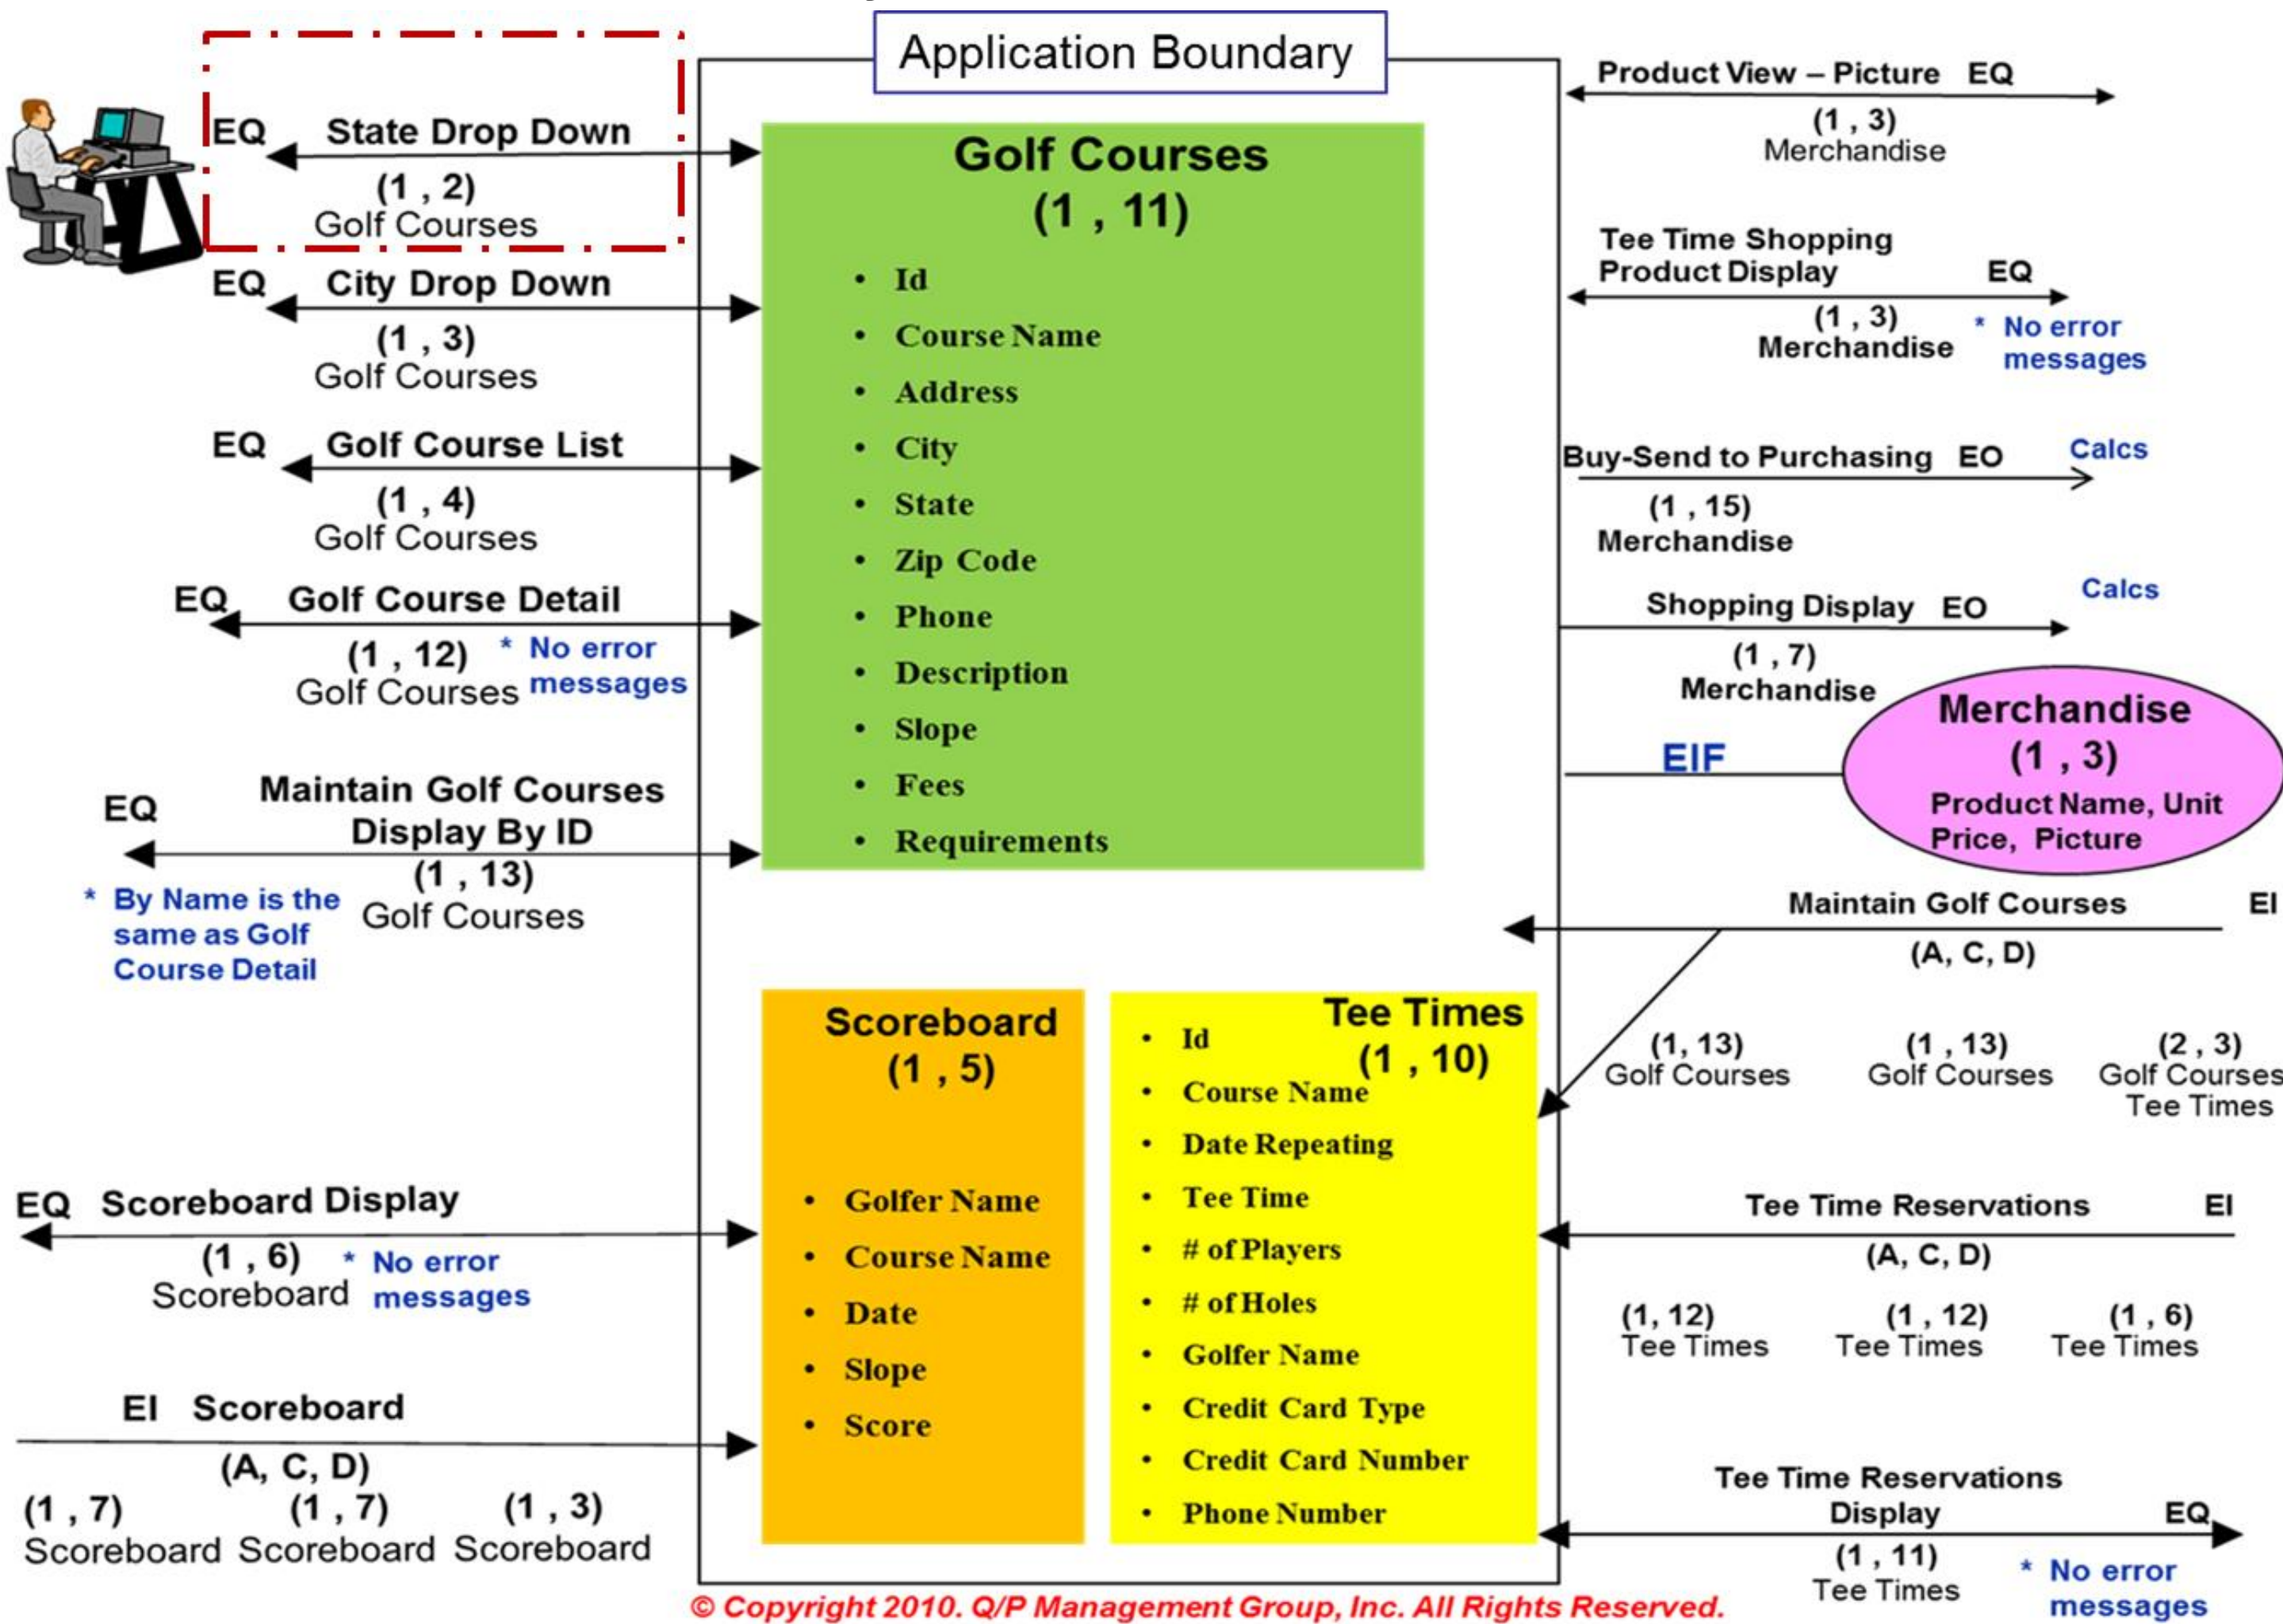 Application Boundary
EQ State Drop Down
(1 , 2)
Golf Courses
EQ City Drop Down
(1 , 3)
Golf Courses
EQ Golf Course List
(1 , 4)
Golf Courses
EQ Golf Course Detail
(1 , 12)
Golf Courses
* No error
messages
EQ
Maintain Golf Courses
Display By ID
(1 , 13)
Golf Courses
* By Name is the
same as Golf
Course Detail
EQ Scoreboard Display
(1 , 6)
Scoreboard
* No error
messages
EI Scoreboard
(A, C, D)
(1 , 7) (1 , 7) (1 , 3)
Scoreboard Scoreboard Scoreboard
Golf Courses
(1 , 11)
• Id
• Course Name
• Address
• City
• State
• Zip Code
• Phone
• Description
• Slope
• Fees
• Requirements
Scoreboard
(1 , 5)
• Golfer Name
• Course Name
• Date
• Slope
• Score
Tee Times
(1 , 10)
• Id
• Course Name
• Date Repeating
• Tee Time
• # of Players
• # of Holes
• Golfer Name
• Credit Card Type
• Credit Card Number
• Phone Number
Product View – Picture EQ
(1 , 3)
Merchandise
Tee Time Shopping
Product Display EQ
(1 , 3)
Merchandise
* No error
messages
Buy-Send to Purchasing EO Calcs
(1 , 15)
Merchandise
Shopping Display EO Calcs
(1 , 7)
Merchandise
EIF
Merchandise
(1 , 3)
Product Name, Unit
Price, Picture
Maintain Golf Courses EI
(A, C, D)
(1, 13) (1 , 13) (2 , 3)
Golf Courses Golf Courses Golf Courses
Tee Times
Tee Time Reservations EI
(A, C, D)
(1, 12) (1 , 12) (1 , 6)
Tee Times Tee Times Tee Times
Tee Time Reservations
Display EQ
(1 , 11)
Tee Times
* No error
messages
© Copyright 2010. Q/P Management Group, Inc. All Rights Reserved.